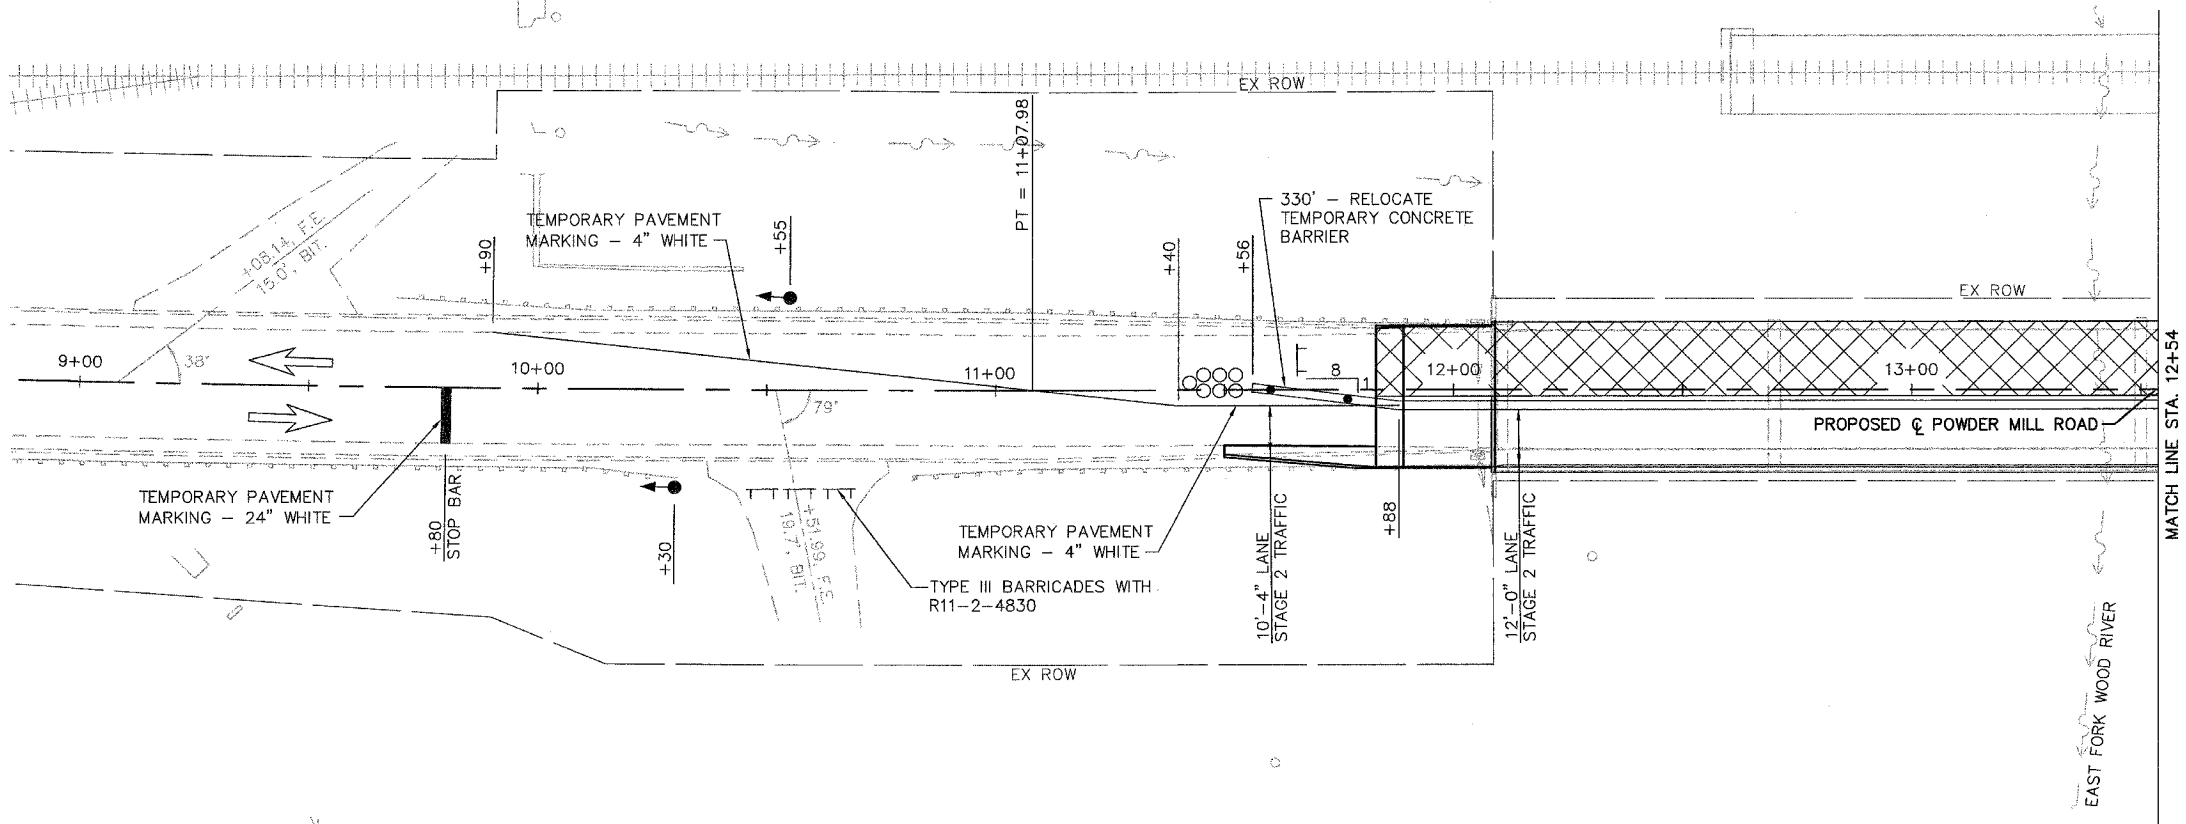 EX ROW
PT = 11+07.98
330' – RELOCATE
TEMPORARY CONCRETE
BARRIER
TEMPORARY PAVEMENT
MARKING – 4" WHITE
+90
+55
+40
+56
+08.14, F.E.
15.0', BIT.
EX ROW
9+00
38'
10+00
11+00
8
1
12+00
13+00
79'
PROPOSED ℄ POWDER MILL ROAD
MATCH LINE STA. 12+54
TEMPORARY PAVEMENT
MARKING – 24" WHITE
+80
STOP BAR
+30
+51.99, F.E.
19.7', BIT.
TEMPORARY PAVEMENT
MARKING – 4" WHITE
TYPE III BARRICADES WITH
R11–2–4830
10'-4" LANE
STAGE 2 TRAFFIC
+88
12'-0" LANE
STAGE 2 TRAFFIC
EX ROW
EAST FORK WOOD RIVER